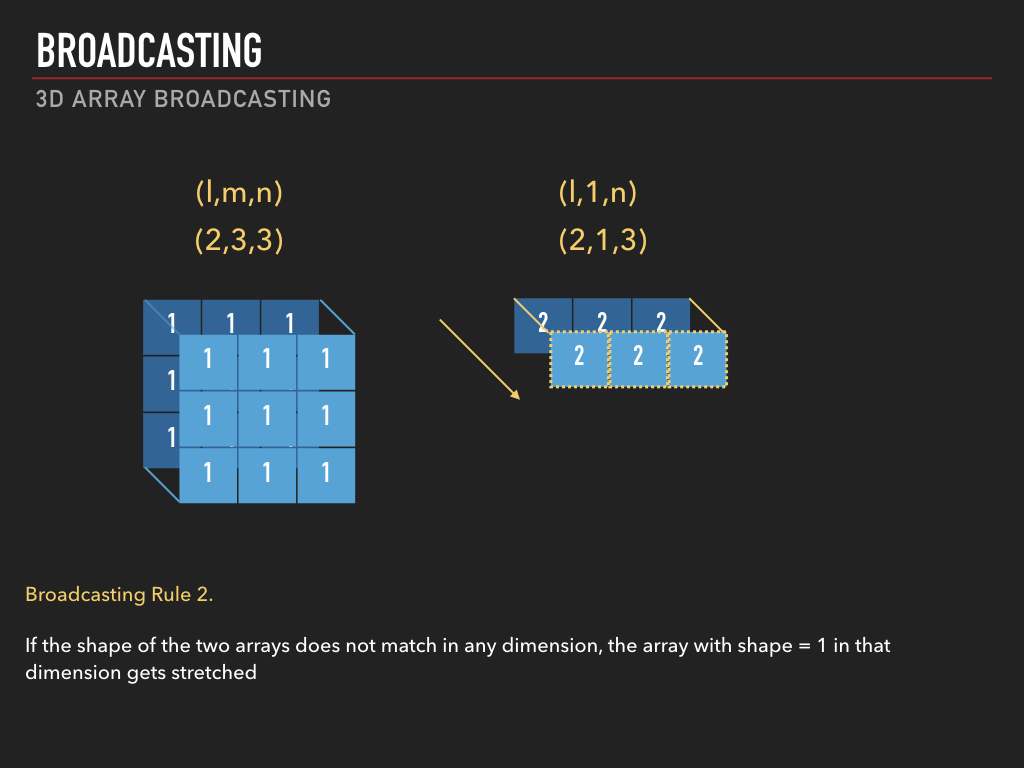 BROADCASTING
3D ARRAY BROADCASTING
(l,m,n) (l,1,n)
(2,3,3) (2,1,3)
1 1 1 2 2 2
1 1 1 2 2 2
1
1 1 1
1
1 1 1
Broadcasting Rule 2.
If the shape of the two arrays does not match in any dimension, the array with shape = 1 in that
dimension gets stretched